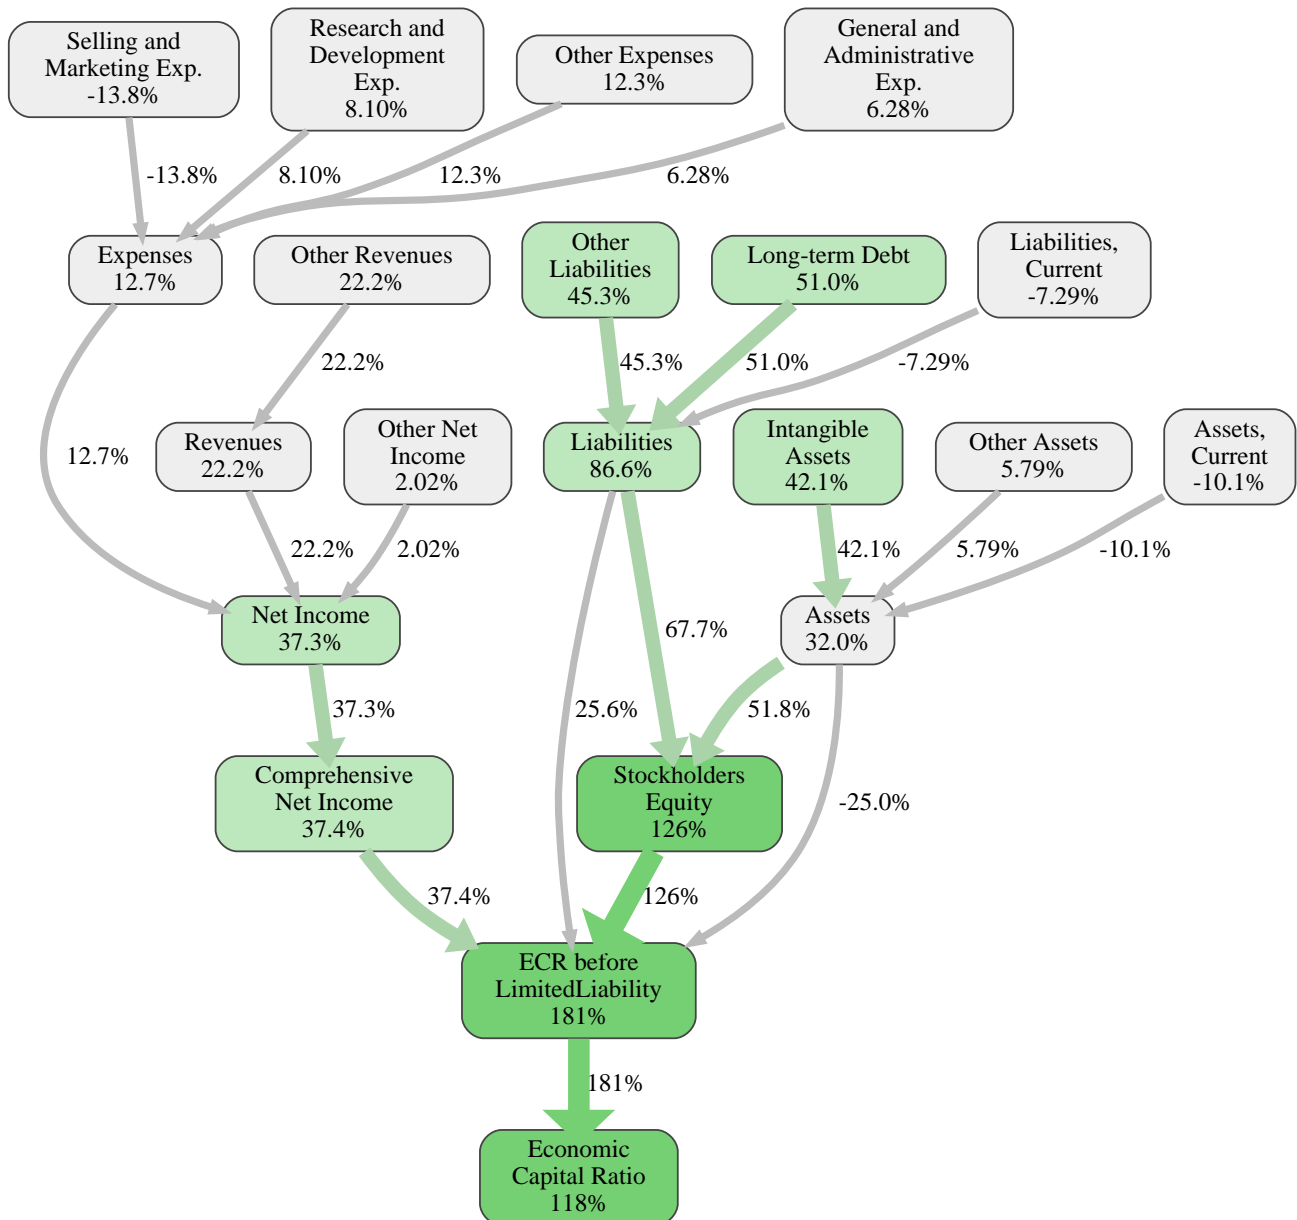 Selling and
Marketing Exp.
-13.8%
Research and
Development
Exp.
8.10%
Other Expenses
12.3%
General and
Administrative
Exp.
6.28%
-13.8%
8.10%
12.3%
6.28%
Expenses
12.7%
Other Revenues
22.2%
Other
Liabilities
45.3%
Long-term Debt
51.0%
Liabilities,
Current
-7.29%
22.2%
45.3%
51.0%
-7.29%
12.7%
Revenues
22.2%
Other Net
Income
2.02%
Liabilities
86.6%
Intangible
Assets
42.1%
Other Assets
5.79%
Assets,
Current
-10.1%
22.2%
2.02%
42.1%
5.79%
-10.1%
Net Income
37.3%
67.7%
Assets
32.0%
37.3%
25.6%
51.8%
Comprehensive
Net Income
37.4%
Stockholders
Equity
126%
-25.0%
37.4%
126%
ECR before
LimitedLiability
181%
181%
Economic
Capital Ratio
118%